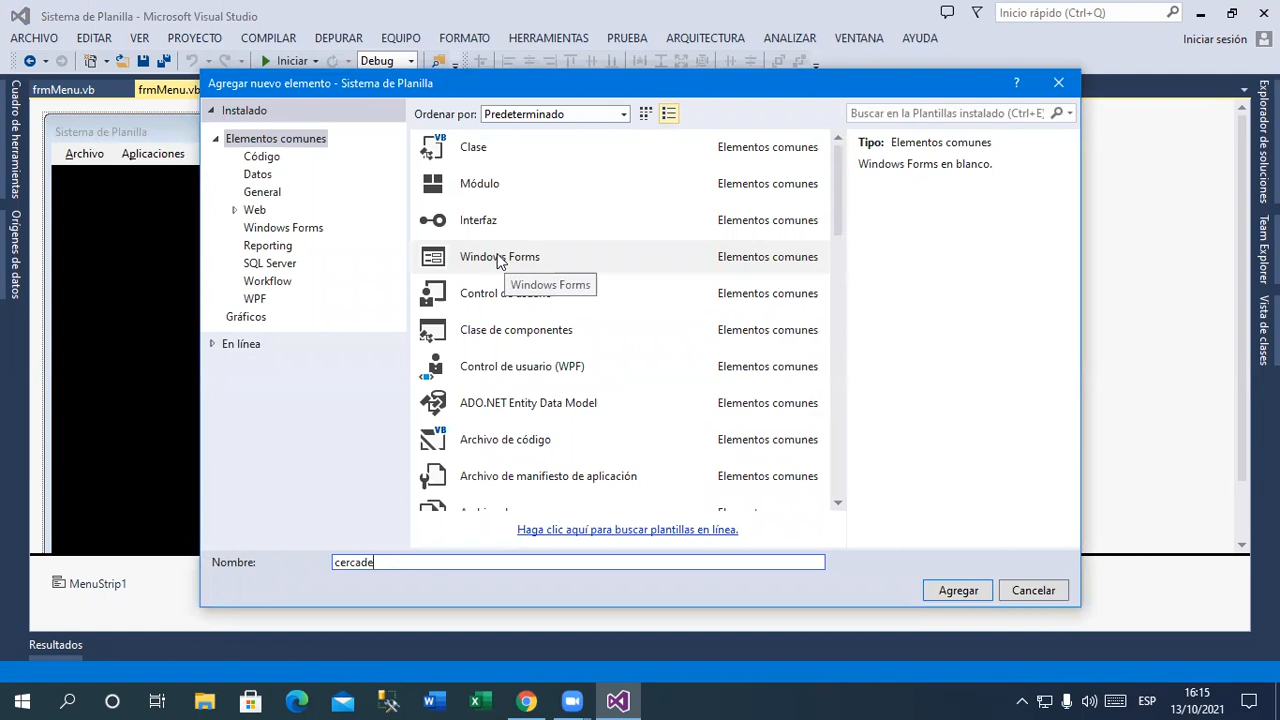 Sistema de Planilla - Microsoft Visual Studio
Inicio rápido (Ctrl+Q)
ARCHIVO EDITAR VER PROYECTO COMPILAR DEPURAR EQUIPO FORMATO HERRAMIENTAS PRUEBA ARQUITECTURA ANALIZAR VENTANA AYUDA
Iniciar sesión
Iniciar Debug
frmMenu.vb
frmMenu.vb
Cuadro de herramientas
Orígenes de datos
Sistema de Planilla
Archivo Aplicaciones
MenuStrip1
Resultados
Agregar nuevo elemento - Sistema de Planilla
?
Instalado
Elementos comunes
Código
Datos
General
Web
Windows Forms
Reporting
SQL Server
Workflow
WPF
Gráficos
En línea
Ordenar por: Predeterminado
Clase Elementos comunes
Módulo Elementos comunes
Interfaz Elementos comunes
Windows Forms Elementos comunes
Windows Forms
Control de usuario Elementos comunes
Clase de componentes Elementos comunes
Control de usuario (WPF) Elementos comunes
ADO.NET Entity Data Model Elementos comunes
Archivo de código Elementos comunes
Archivo de manifiesto de aplicación Elementos comunes
Haga clic aquí para buscar plantillas en línea.
Buscar en la Plantillas instalado (Ctrl+E)
Tipo: Elementos comunes
Windows Forms en blanco.
Nombre: cercade
Agregar Cancelar
Explorador de soluciones
Team Explorer
Vista de clases
ESP
16:15
13/10/2021